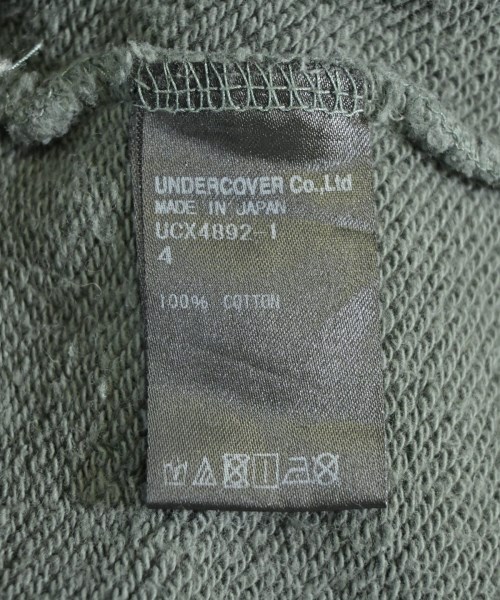 UNDERCOVER Co.,Ltd
MADE IN JAPAN
UCX4892-1
4
100% COTTON